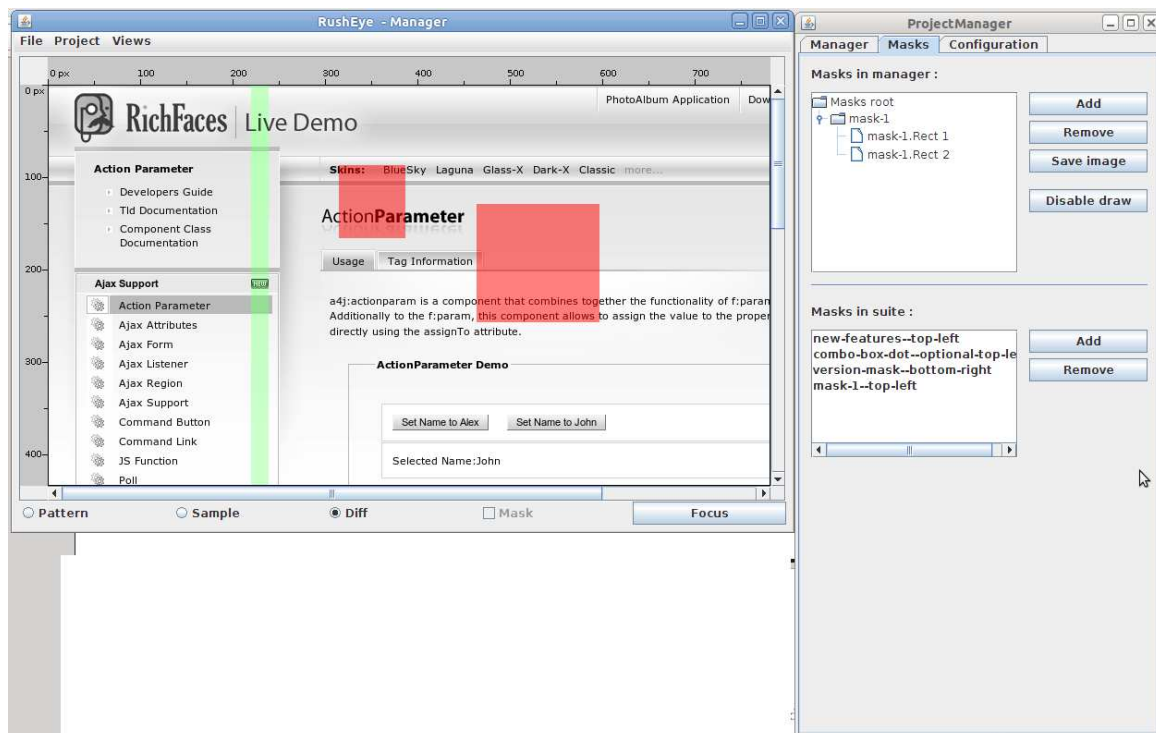 RushEye - Manager
File Project Views
0 px 100 200 300 400 500 600 700
0 px
100
200
300
400
RichFaces Live Demo
PhotoAlbum Application Dow
Action Parameter
Developers Guide
Tld Documentation
Component Class
Documentation
Skins: BlueSky Laguna Glass-X Dark-X Classic more...
ActionParameter
Usage Tag Information
Ajax Support
Action Parameter
Ajax Attributes
Ajax Form
Ajax Listener
Ajax Region
Ajax Support
Command Button
Command Link
JS Function
Poll
a4j:actionparam is a component that combines together the functionality of f:param
Additionally to the f:param, this component allows to assign the value to the proper
directly using the assignTo attribute.
ActionParameter Demo
Set Name to Alex Set Name to John
Selected Name:John
Pattern Sample Diff Mask Focus
ProjectManager
Manager Masks Configuration
Masks in manager :
Masks root
mask-1
mask-1.Rect 1
mask-1.Rect 2
Add
Remove
Save image
Disable draw
Masks in suite :
new-features--top-left
combo-box-dot--optional-top-le
version-mask--bottom-right
mask-1--top-left
Add
Remove